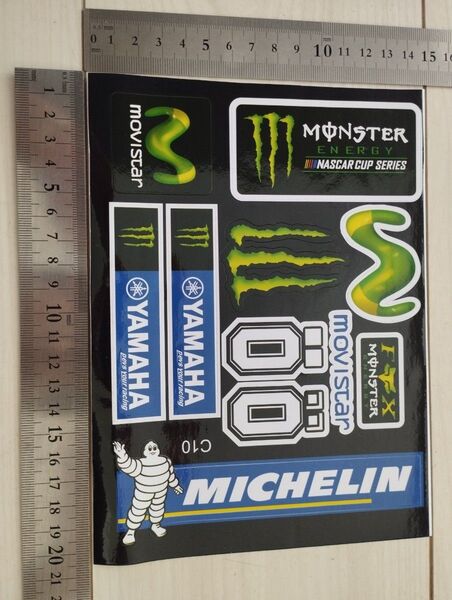 0 1 2 3 4 5 6 7 8 9 10 11 12 13 14 15 16
1 2 3 4 5 6 7 8 9 10 11 12 13 14 15 16 17 18 19 20 21
movistar
MONSTER
ENERGY
NASCAR CUP SERIES
YAMAHA
YAMAHA
movistar
FOX
MONSTER
C10
MICHELIN